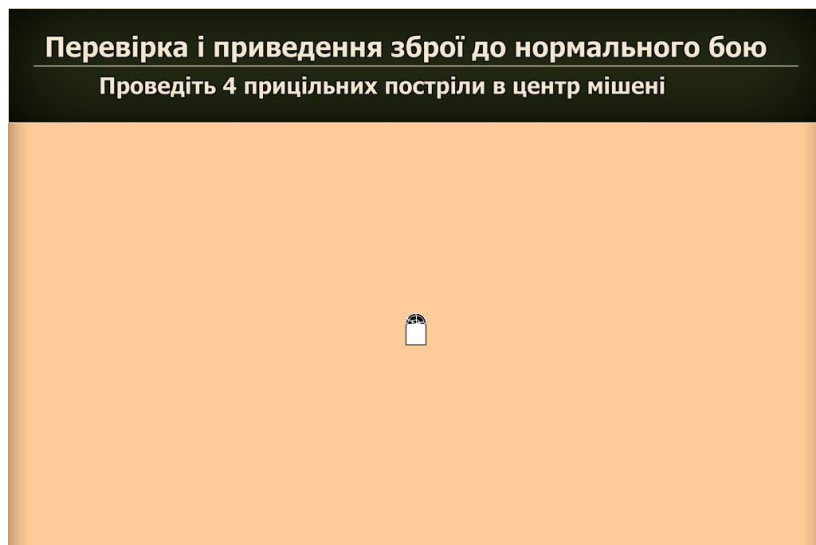 Перевірка і приведення зброї до нормального бою
Проведіть 4 прицільних постріли в центр мішені